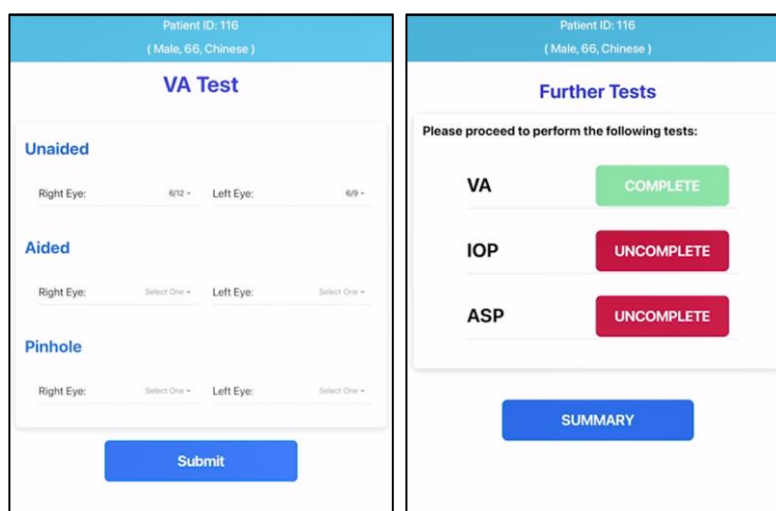 Patient ID: 116
( Male, 66, Chinese )
VA Test
Unaided
Right Eye: 6/12 Left Eye: 6/9
Aided
Right Eye: Select One Left Eye: Select One
Pinhole
Right Eye: Select One Left Eye: Select One
Submit
Patient ID: 116
( Male, 66, Chinese )
Further Tests
Please proceed to perform the following tests:
VA COMPLETE
IOP UNCOMPLETE
ASP UNCOMPLETE
SUMMARY